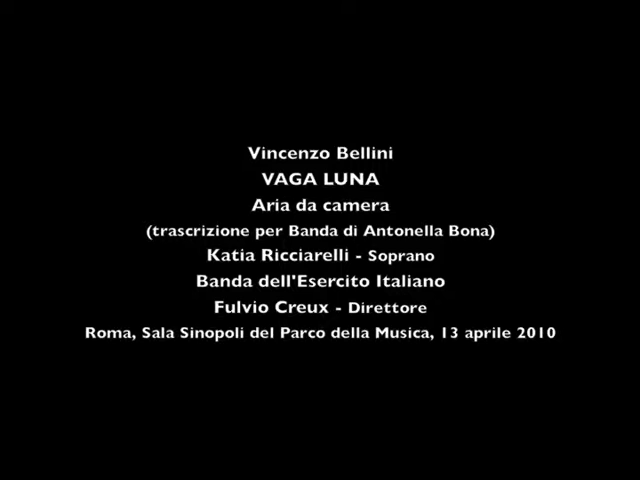 Vincenzo Bellini
VAGA LUNA
Aria da camera
(trascrizione per Banda di Antonella Bona)
Katia Ricciarelli - Soprano
Banda dell'Esercito Italiano
Fulvio Creux - Direttore
Roma, Sala Sinopoli del Parco della Musica, 13 aprile 2010